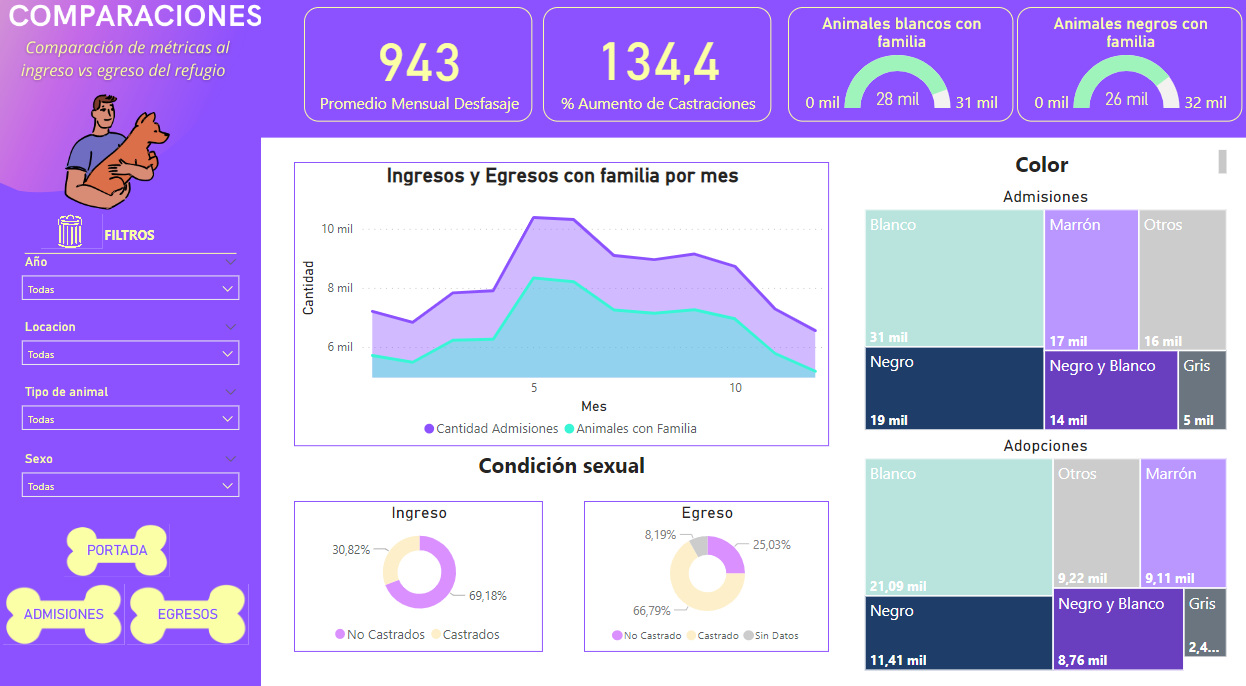 COMPARACIONES
Comparación de métricas al
ingreso vs egreso del refugio
FILTROS
Año
Todas
Locacion
Todas
Tipo de animal
Todas
Sexo
Todas
PORTADA
ADMISIONES
EGRESOS
943
Promedio Mensual Desfasaje
134,4
% Aumento de Castraciones
Animales blancos con
familia
0 mil
28 mil
31 mil
Animales negros con
familia
0 mil
26 mil
32 mil
Ingresos y Egresos con familia por mes
Cantidad
10 mil
8 mil
6 mil
5
10
Mes
Cantidad Admisiones
Animales con Familia
Condición sexual
Ingreso
30,82%
69,18%
No Castrados
Castrados
Egreso
8,19%
25,03%
66,79%
No Castrado
Castrado
Sin Datos
Color
Admisiones
Blanco
31 mil
Marrón
17 mil
Otros
16 mil
Negro
19 mil
Negro y Blanco
14 mil
Gris
5 mil
Adopciones
Blanco
21,09 mil
Otros
9,22 mil
Marrón
9,11 mil
Negro
11,41 mil
Negro y Blanco
8,76 mil
Gris
2,4...